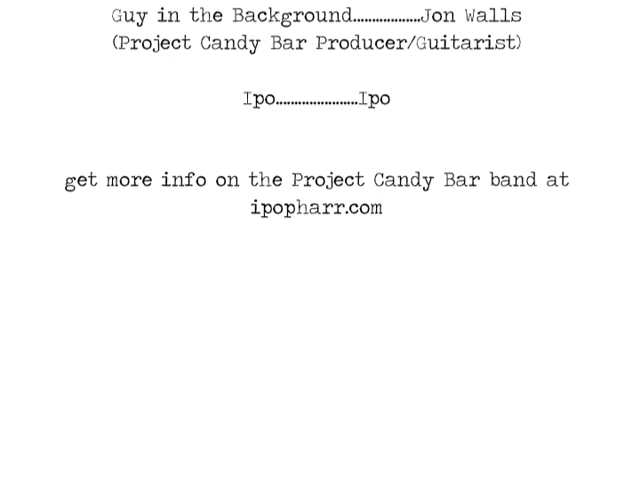 Guy in the Background..................Jon Walls
(Project Candy Bar Producer/Guitarist)
Ipo......................Ipo
get more info on the Project Candy Bar band at
ipopharr.com